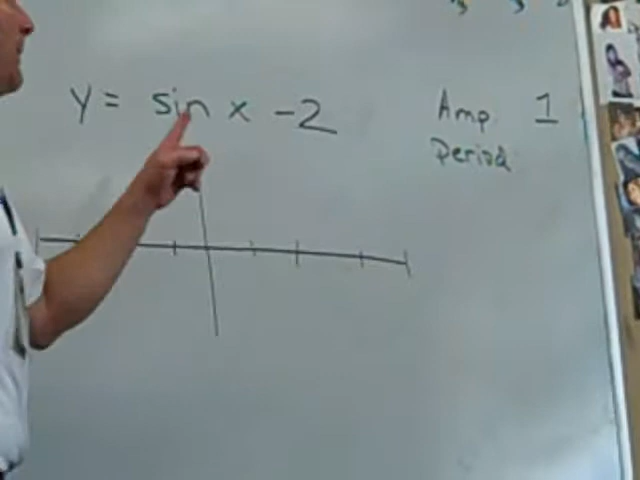 y = sin x -2
Amp. 1
Period